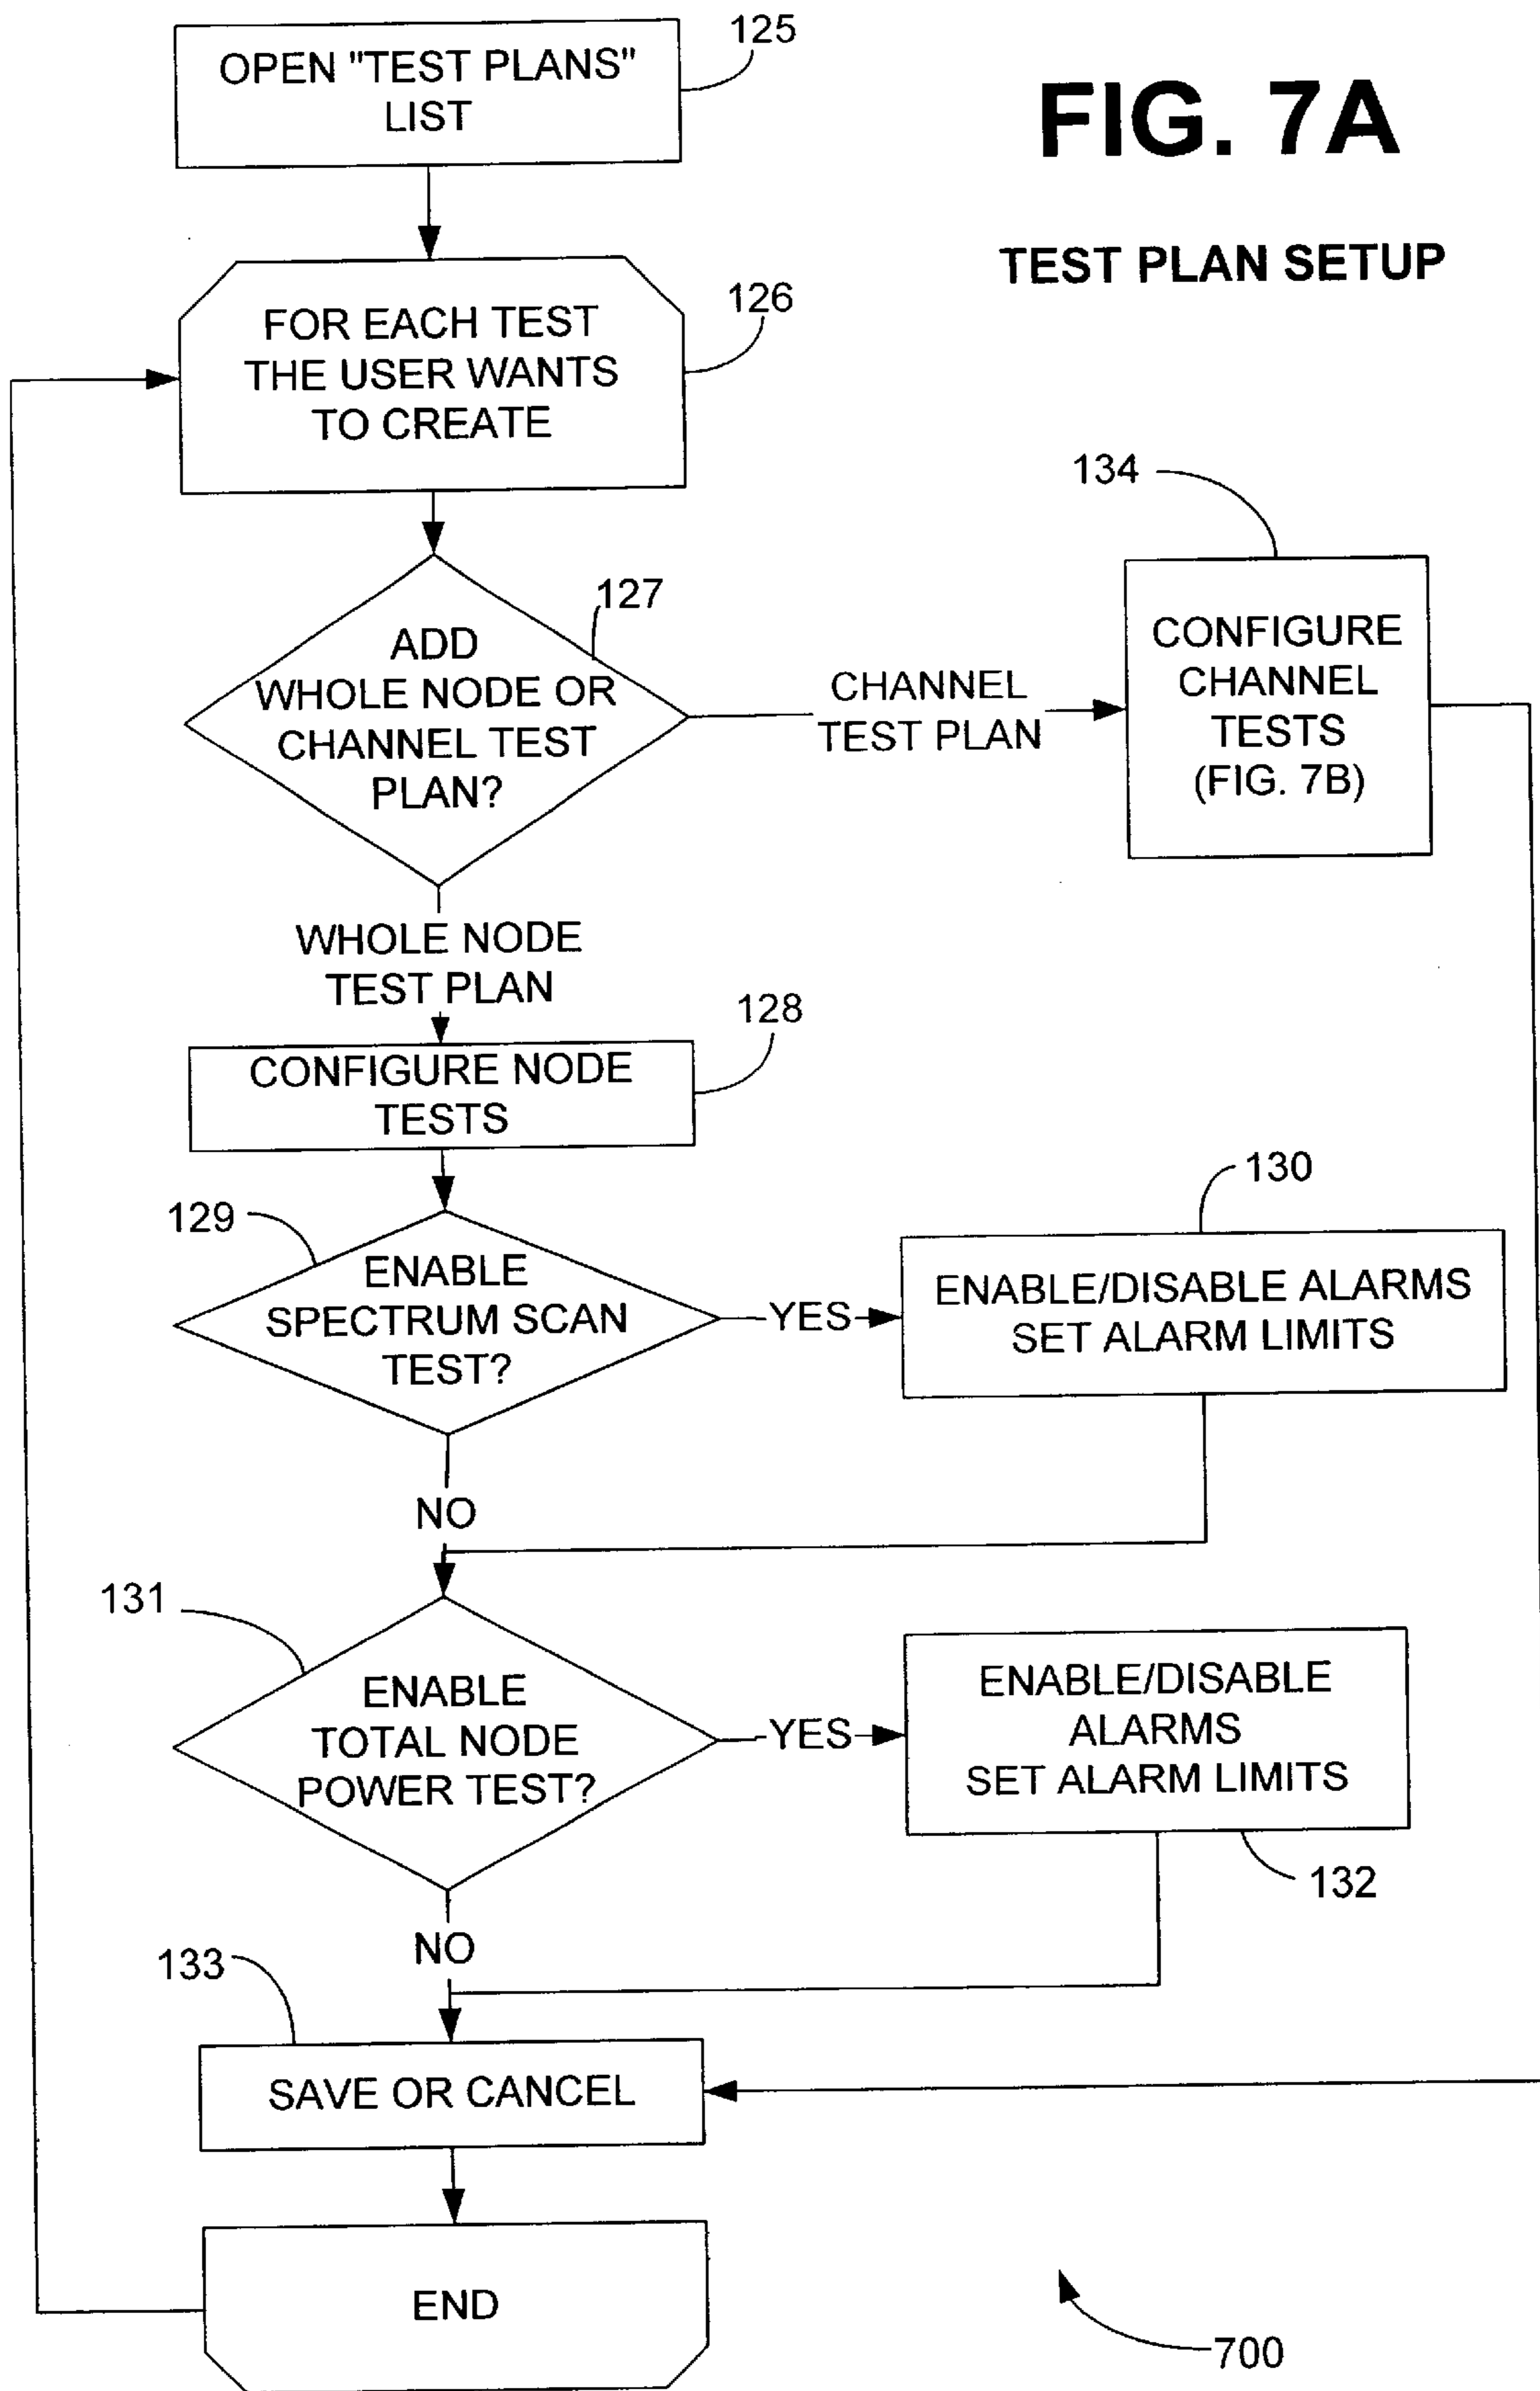 125
OPEN "TEST PLANS"
LIST
FIG. 7A
TEST PLAN SETUP
126
FOR EACH TEST
THE USER WANTS
TO CREATE
134
127
ADD
WHOLE NODE OR
CHANNEL TEST
PLAN?
CHANNEL
TEST PLAN
CONFIGURE
CHANNEL
TESTS
(FIG. 7B)
WHOLE NODE
TEST PLAN
128
CONFIGURE NODE
TESTS
129
130
ENABLE
SPECTRUM SCAN
TEST?
YES
ENABLE/DISABLE ALARMS
SET ALARM LIMITS
NO
131
ENABLE
TOTAL NODE
POWER TEST?
YES
ENABLE/DISABLE
ALARMS
SET ALARM LIMITS
132
NO
133
SAVE OR CANCEL
END
700